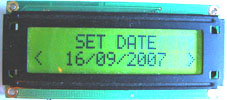 SET DATE
< 16/09/2007 >